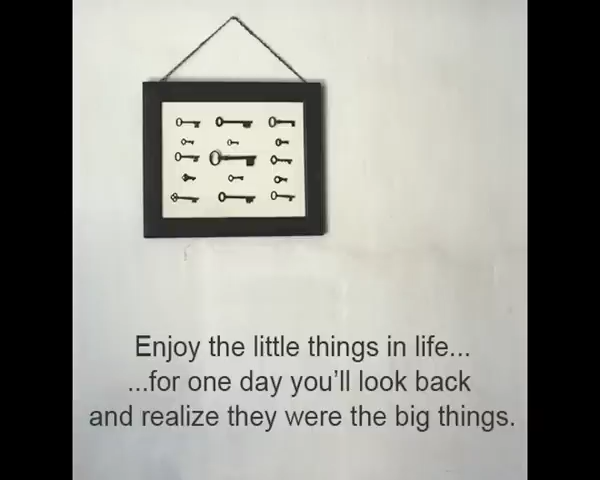 Enjoy the little things in life...
...for one day you'll look back
and realize they were the big things.